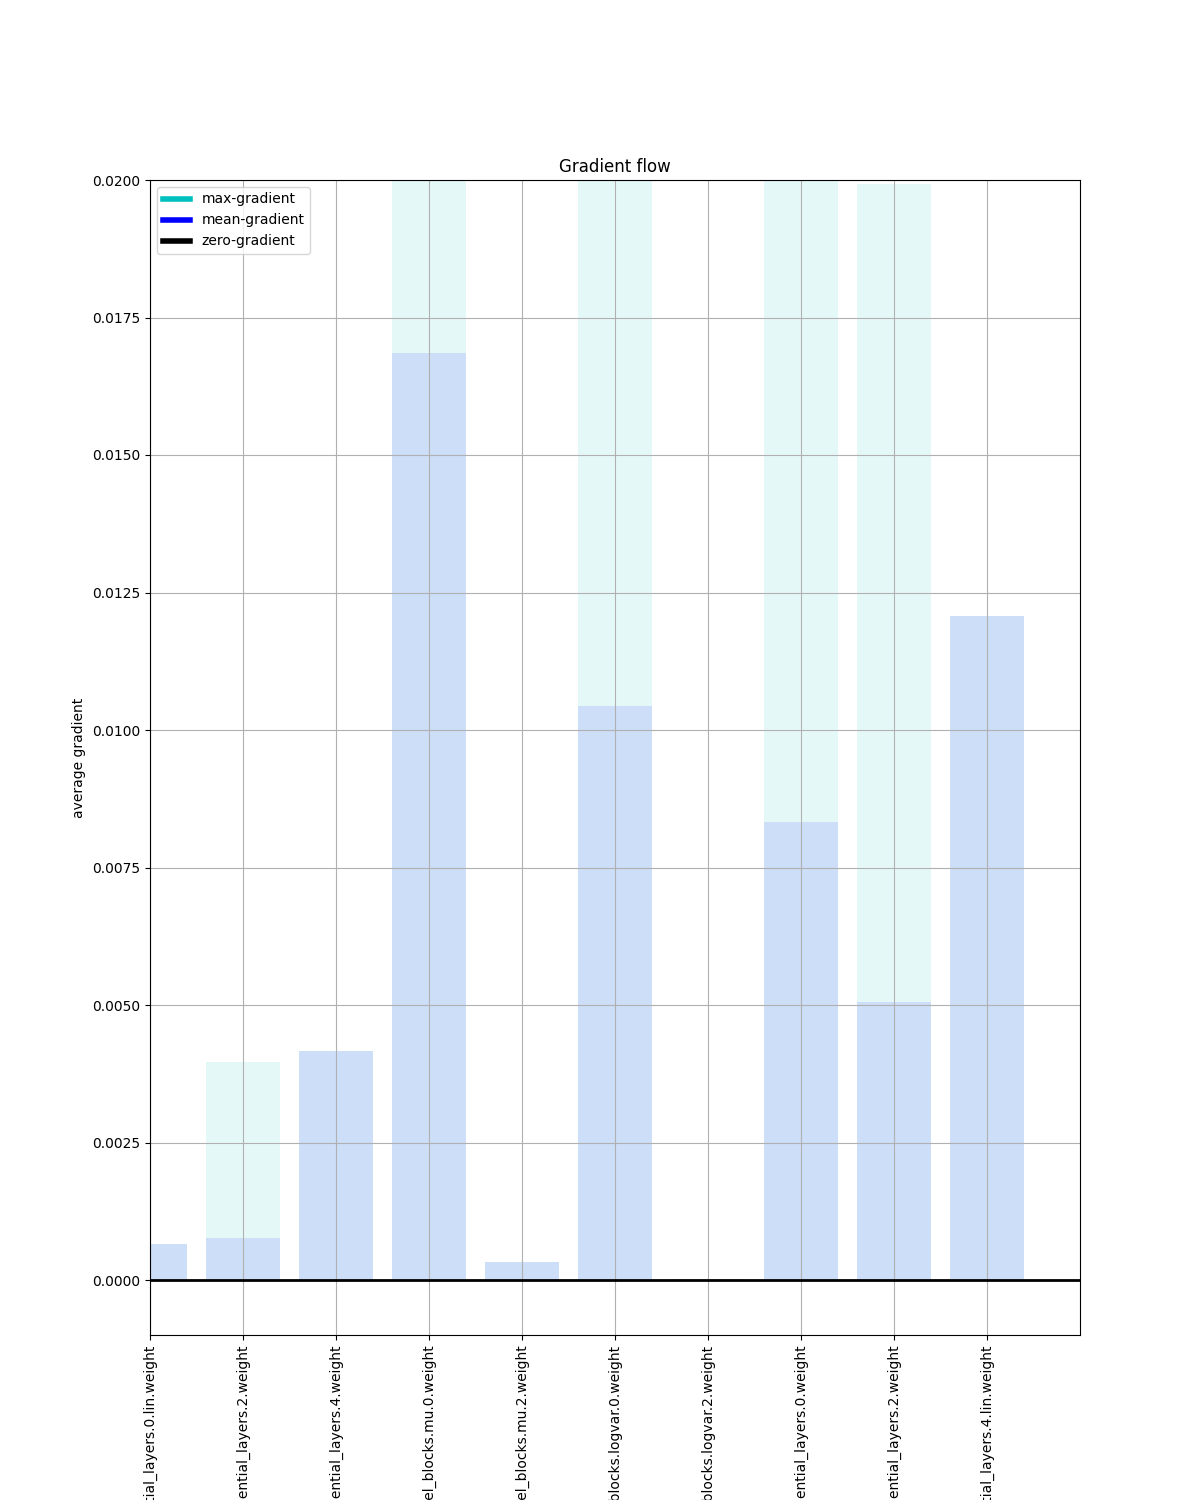 Gradient flow
max-gradient
mean-gradient
zero-gradient
0.0200
0.0175
0.0150
0.0125
0.0100
0.0075
0.0050
0.0025
0.0000
average gradient
tial_layers.0.lin.weight
ential_layers.2.weight
ential_layers.4.weight
el_blocks.mu.0.weight
el_blocks.mu.2.weight
blocks.logvar.0.weight
blocks.logvar.2.weight
ential_layers.0.weight
ential_layers.2.weight
tial_layers.4.lin.weight